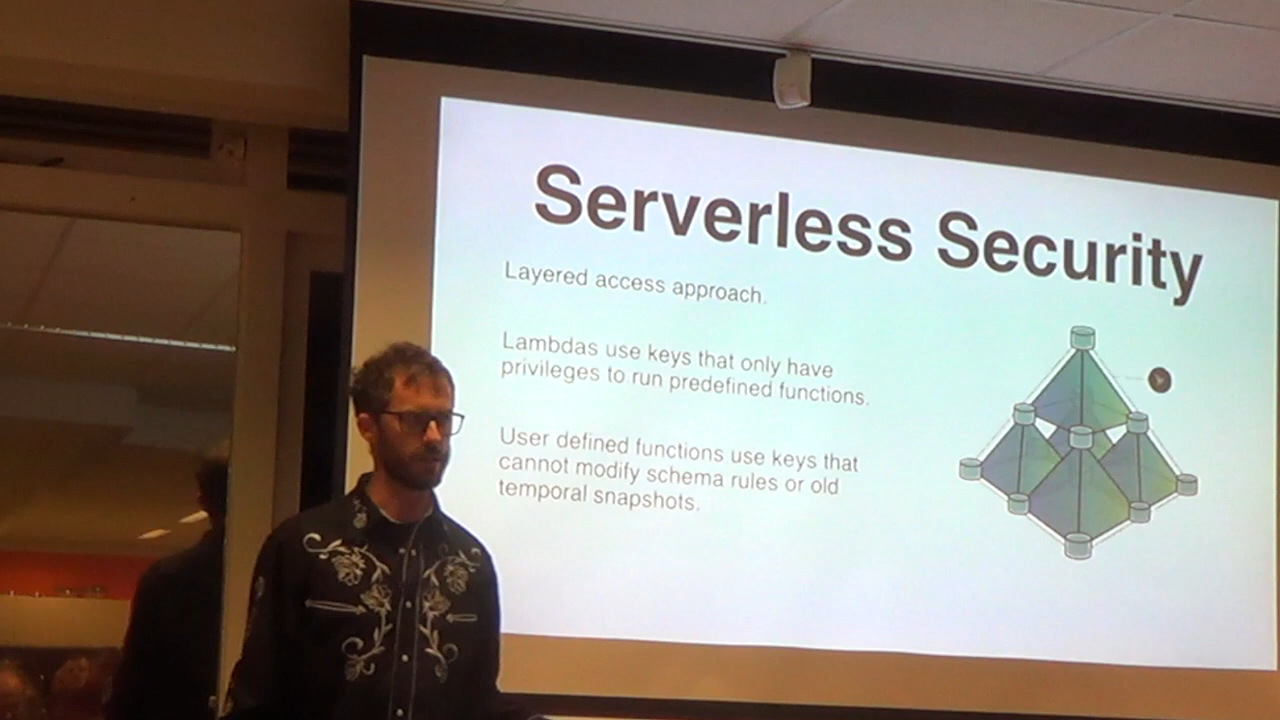 Serverless Security
Layered access approach.
Lambdas use keys that only have
privileges to run predefined functions.
User defined functions use keys that
cannot modify schema rules or old
temporal snapshots.